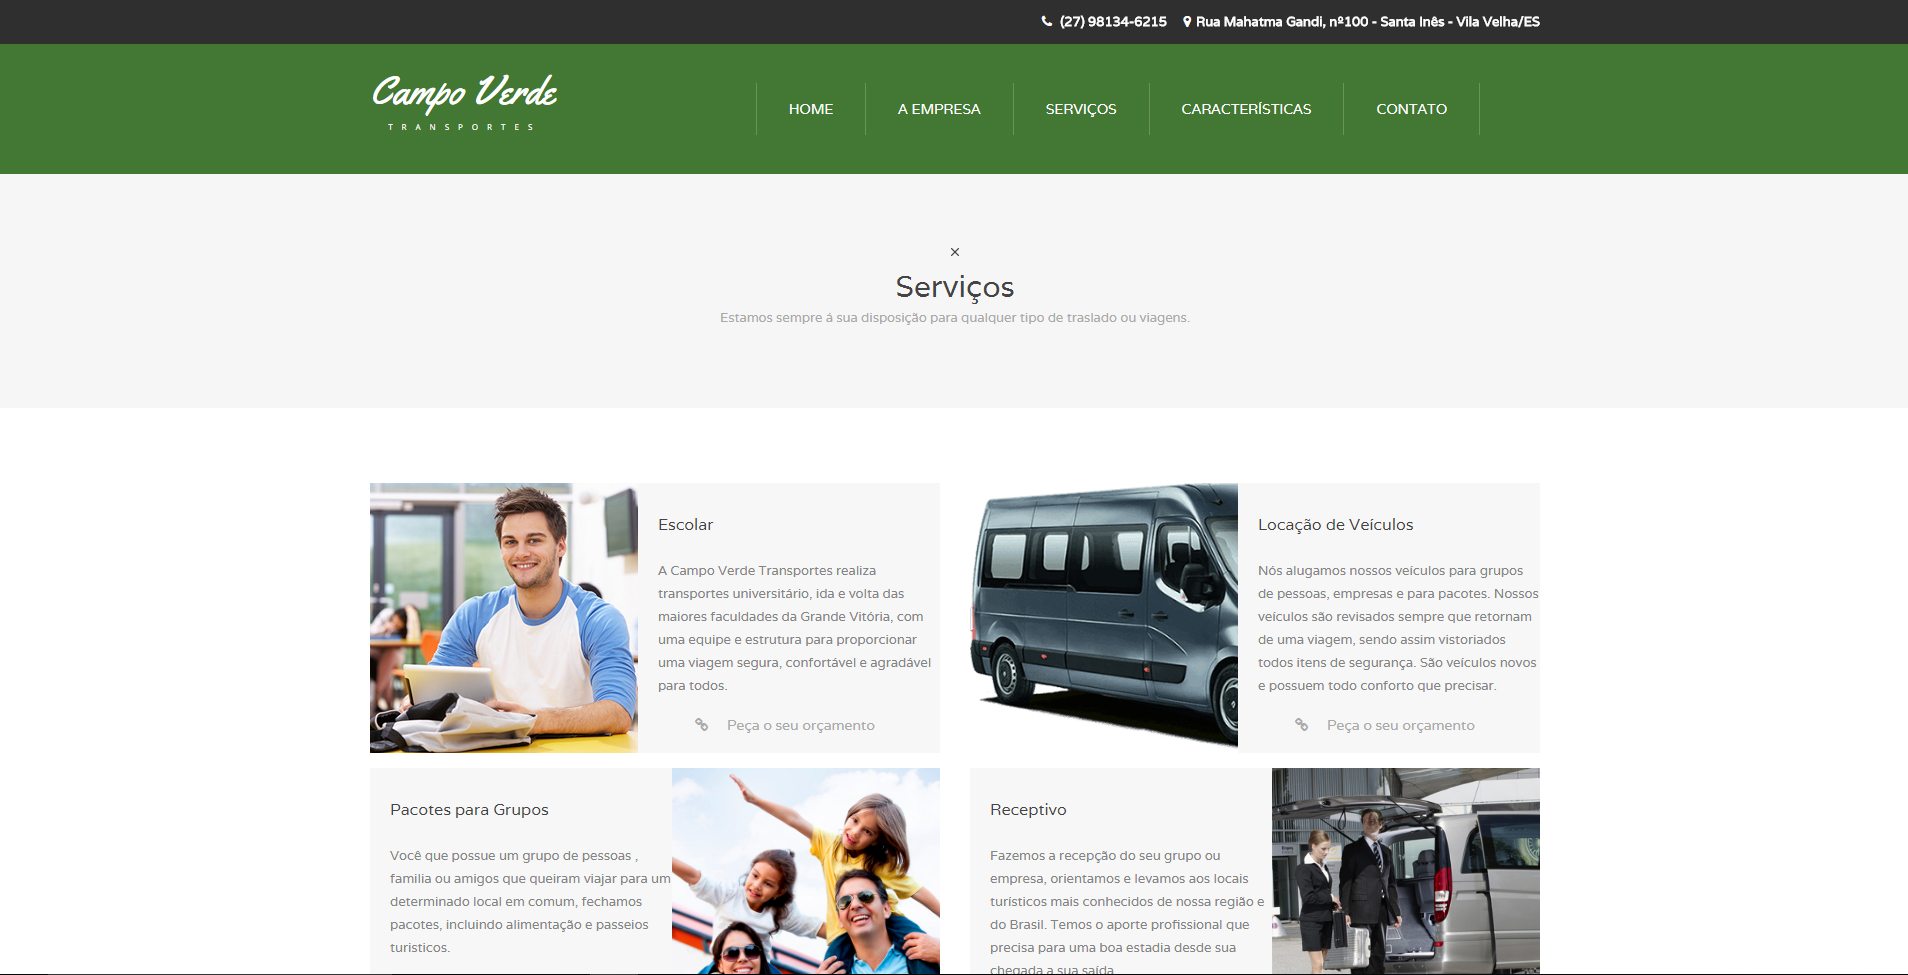 (27) 98134-6215 Rua Mahatma Gandi, nº100 - Santa Inês - Vila Velha/ES
Campo Verde
TRANSPORTES
HOME A EMPRESA SERVIÇOS CARACTERÍSTICAS CONTATO
Serviços
Estamos sempre á sua disposição para qualquer tipo de traslado ou viagens.
Escolar
A Campo Verde Transportes realiza
transportes universitário, ida e volta das
maiores faculdades da Grande Vitória, com
uma equipe e estrutura para proporcionar
uma viagem segura, confortável e agradável
para todos.
Peça o seu orçamento
Locação de Veículos
Nós alugamos nossos veículos para grupos
de pessoas, empresas e para pacotes. Nossos
veículos são revisados sempre que retornam
de uma viagem, sendo assim vistoriados
todos itens de segurança. São veículos novos
e possuem todo conforto que precisar.
Peça o seu orçamento
Pacotes para Grupos
Você que possue um grupo de pessoas ,
familia ou amigos que queiram viajar para um
determinado local em comum, fechamos
pacotes, incluindo alimentação e passeios
turisticos.
Receptivo
Fazemos a recepção do seu grupo ou
empresa, orientamos e levamos aos locais
turísticos mais conhecidos de nossa região e
do Brasil. Temos o aporte profissional que
precisa para uma boa estadia desde sua
chegada a sua saída.